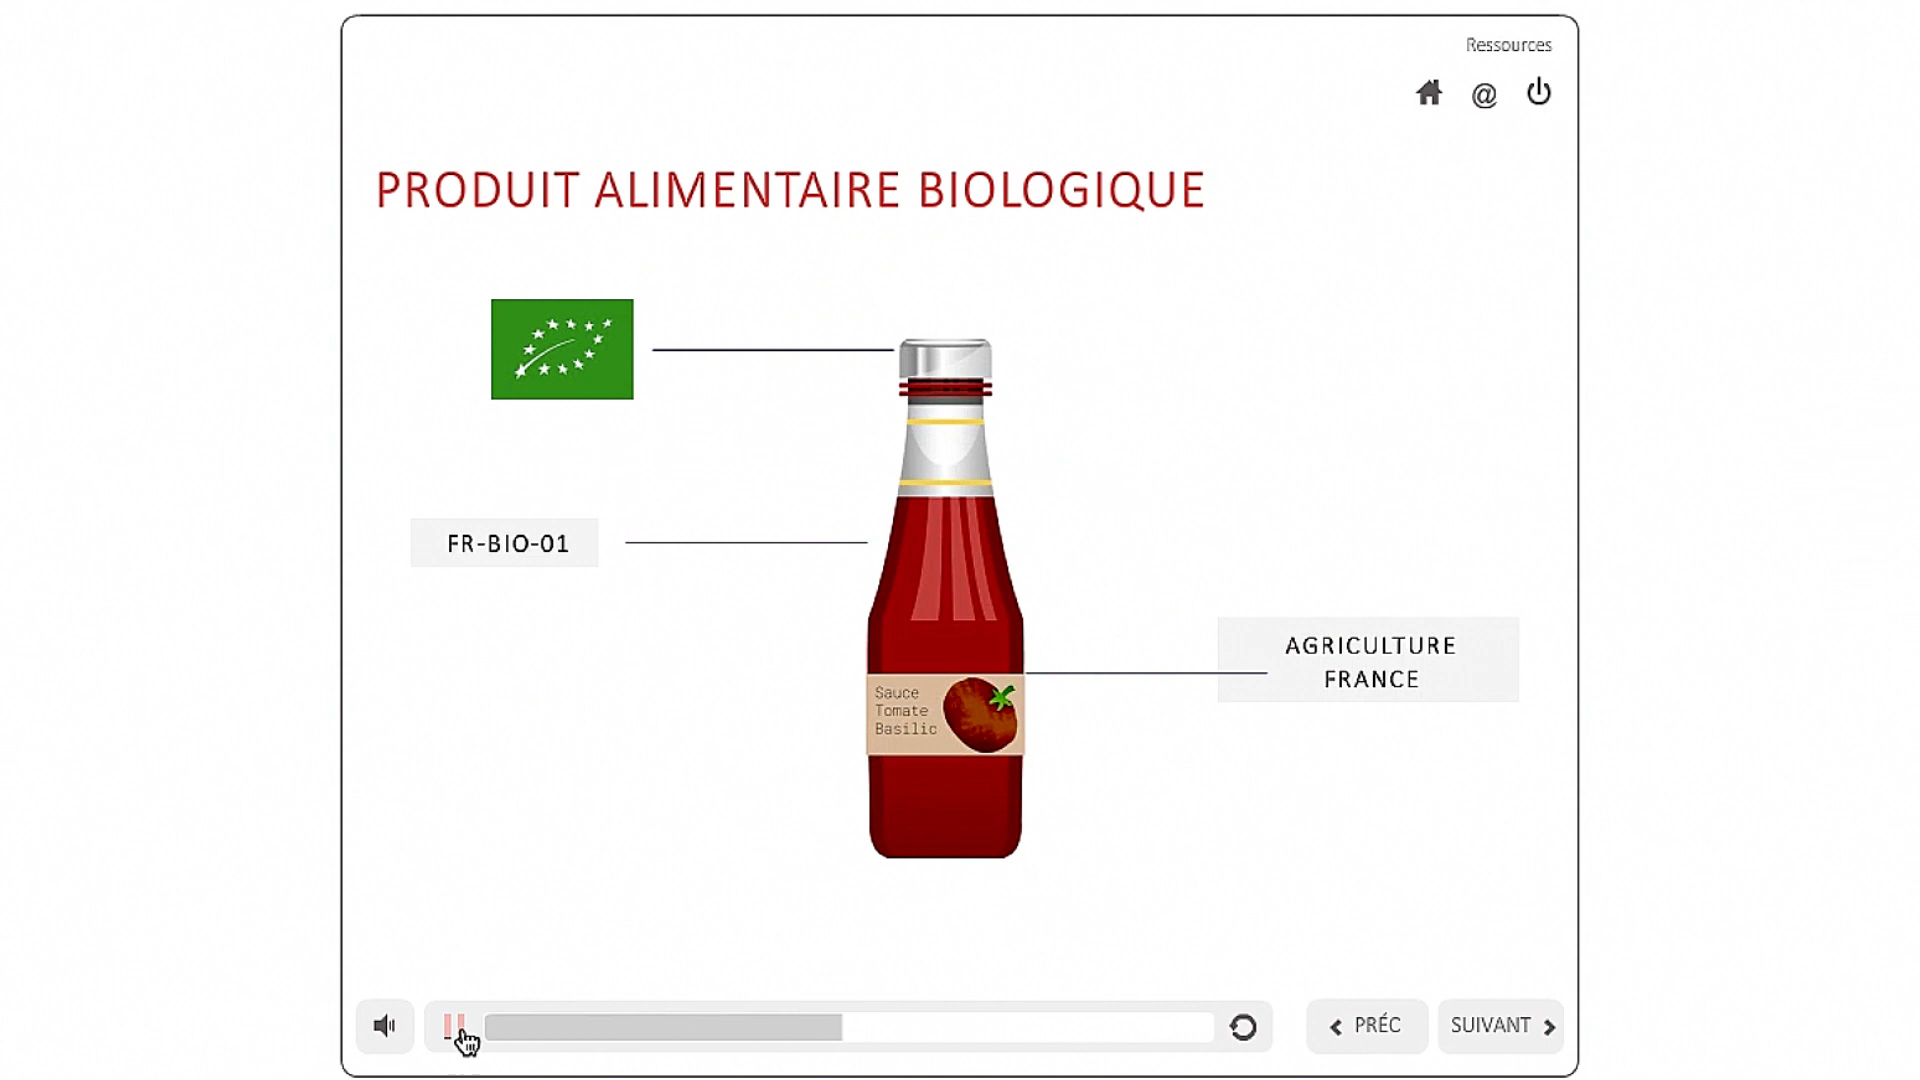 Ressources
@
PRODUIT ALIMENTAIRE BIOLOGIQUE
FR-BIO-01
AGRICULTURE
FRANCE
Sauce
Tomate
Basilic
PRÉC
SUIVANT